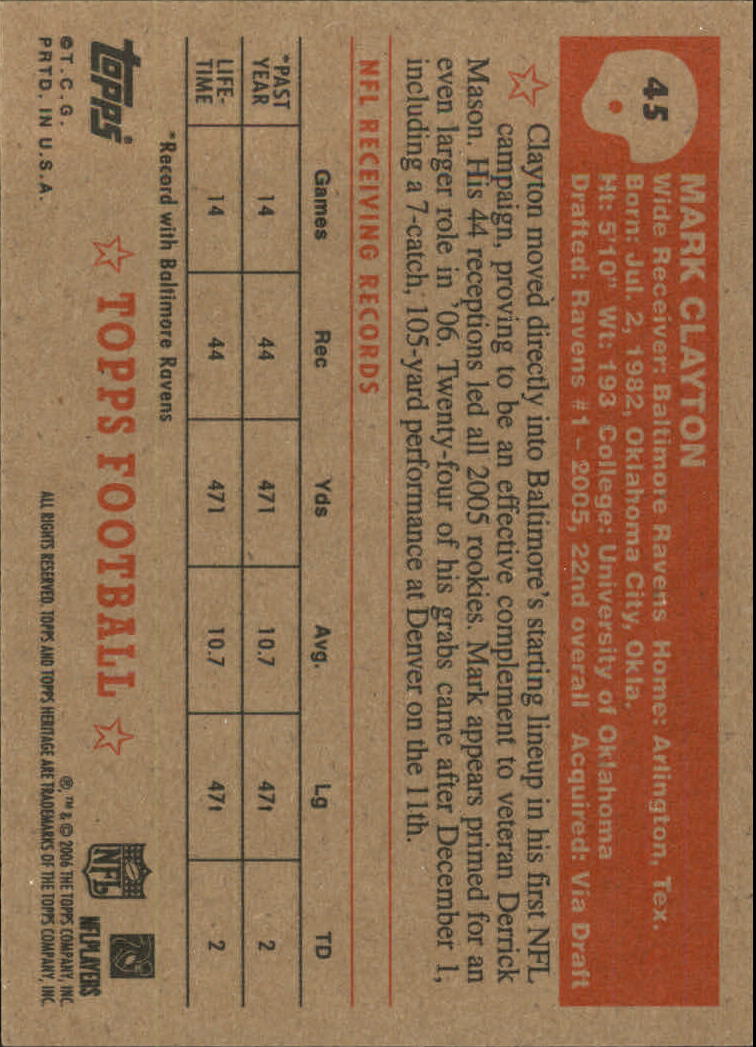 45
MARK CLAYTON
Wide Receiver: Baltimore Ravens Home: Arlington, Tex.
Born: Jul. 2, 1982, Oklahoma City, Okla.
Ht: 5'10" Wt: 193 College: University of Oklahoma
Drafted: Ravens #1 - 2005, 22nd overall Acquired: Via Draft
Clayton moved directly into Baltimore's starting lineup in his first NFL
campaign, proving to be an effective complement to veteran Derrick
Mason. His 44 receptions led all 2005 rookies. Mark appears primed for an
even larger role in '06. Twenty-four of his grabs came after December 1,
including a 7-catch, 105-yard performance at Denver on the 11th.
NFL RECEIVING RECORDS
Games Rec Yds Avg. Lg TD
*PAST
YEAR 14 44 471 10.7 47t 2
LIFE-
TIME 14 44 471 10.7 47t 2
*Record with Baltimore Ravens
topps
®
TOPPS FOOTBALL
NFL
NFLPLAYERS
©T.C.G.
PRTD. IN U.S.A.
®, ™ & © 2006 THE TOPPS COMPANY, INC.
ALL RIGHTS RESERVED. TOPPS AND TOPPS HERITAGE ARE TRADEMARKS OF THE TOPPS COMPANY, INC.